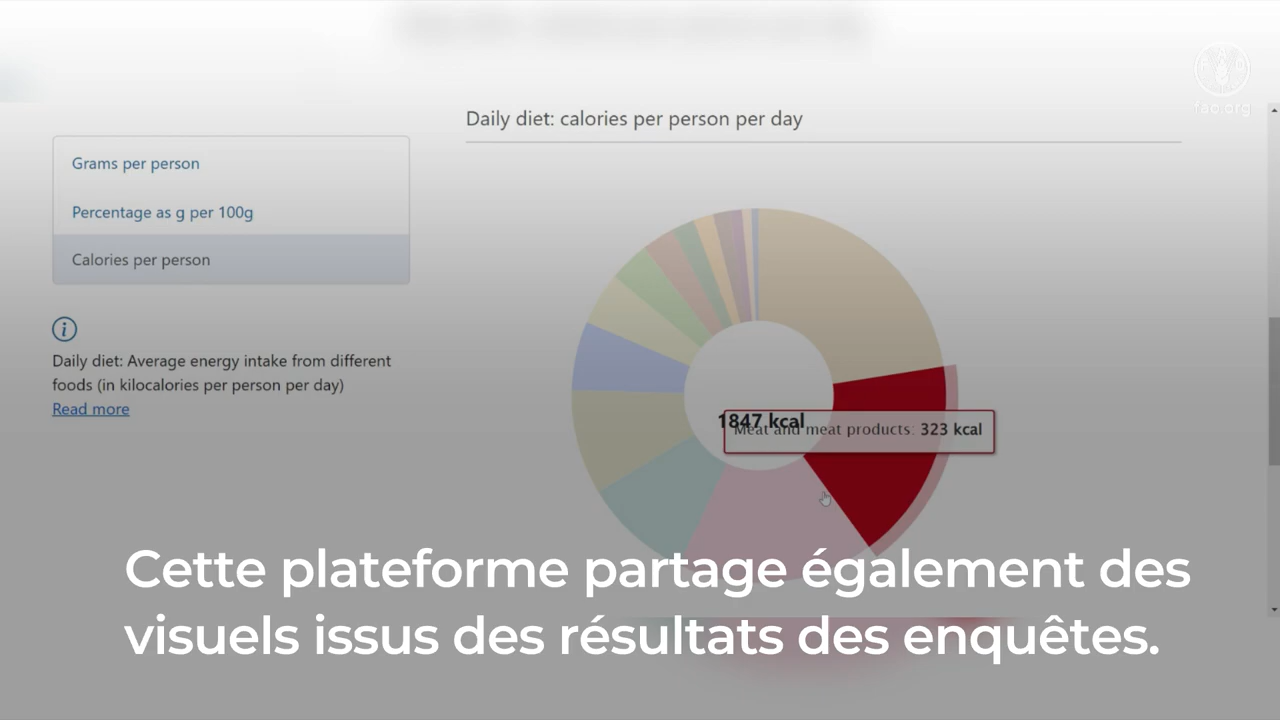 fao.org
Daily diet: calories per person per day
Grams per person
Percentage as g per 100g
Calories per person
Daily diet: Average energy intake from different
foods (in kilocalories per person per day)
Read more
1847 kcal
Meat and meat products: 323 kcal
Cette plateforme partage également des
visuels issus des résultats des enquêtes.